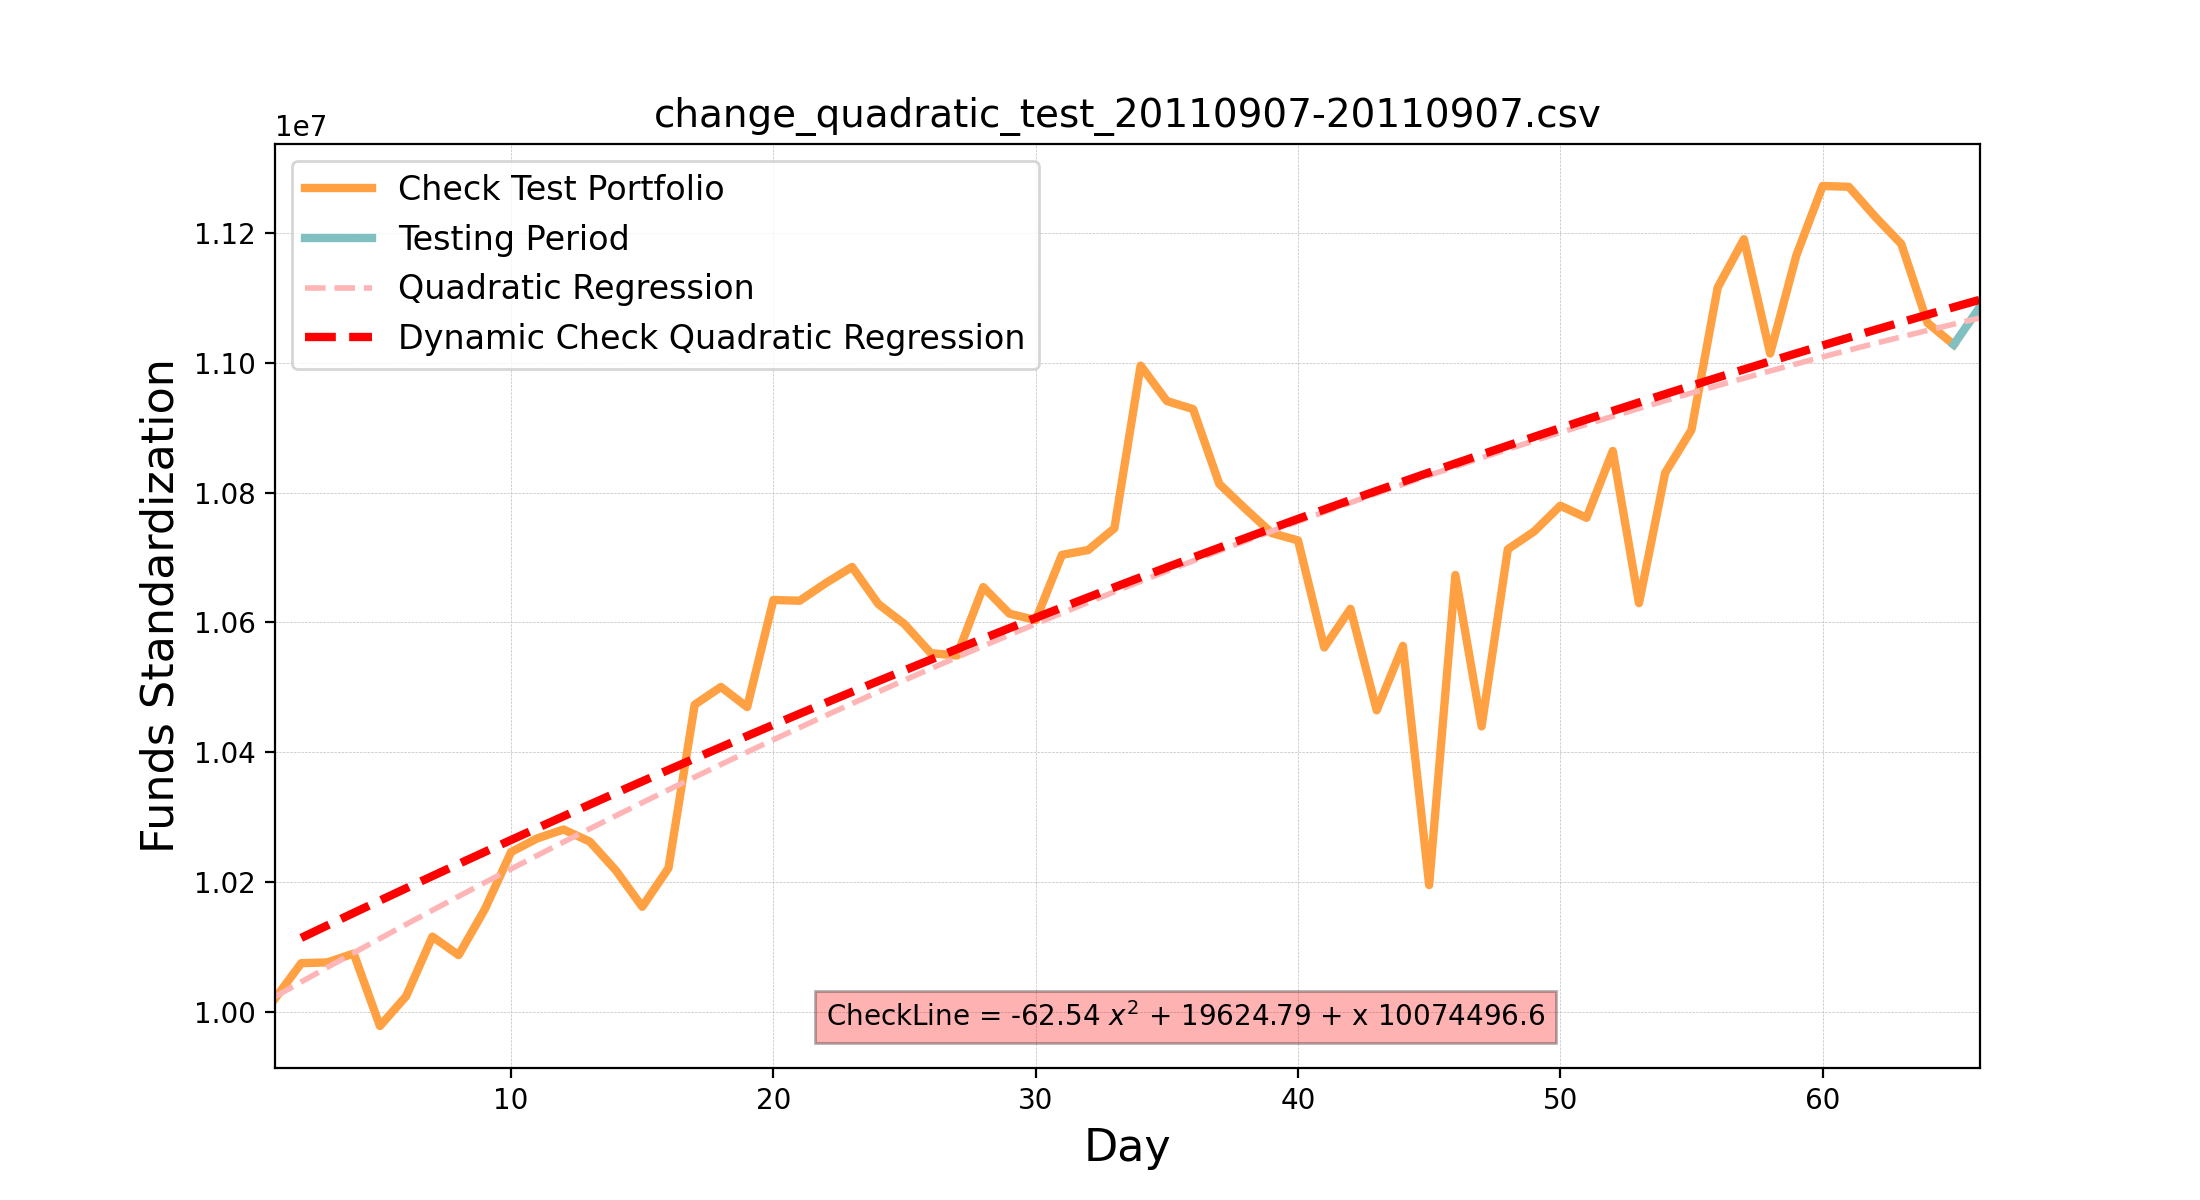 change_quadratic_test_20110907-20110907.csv
1e7
Check Test Portfolio
Testing Period
Quadratic Regression
Dynamic Check Quadratic Regression
1.12
1.10
1.08
1.06
1.04
1.02
1.00
Funds Standardization
CheckLine = -62.54 x² + 19624.79 + x 10074496.6
10 20 30 40 50 60
Day